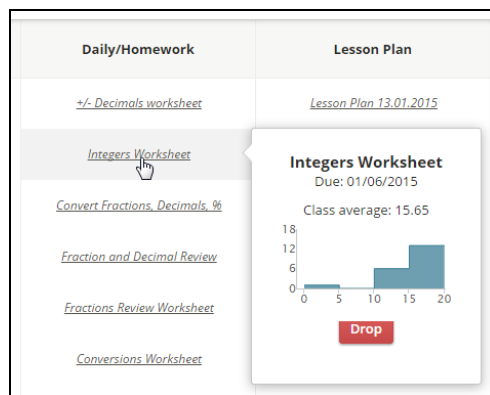 Daily/Homework
Lesson Plan
+/- Decimals worksheet
Lesson Plan 13.01.2015
Integers Worksheet
Convert Fractions, Decimals, %
Fraction and Decimal Review
Fractions Review Worksheet
Conversions Worksheet
Integers Worksheet
Due: 01/06/2015
Class average: 15.65
18
12
6
0
0 5 10 15 20
Drop